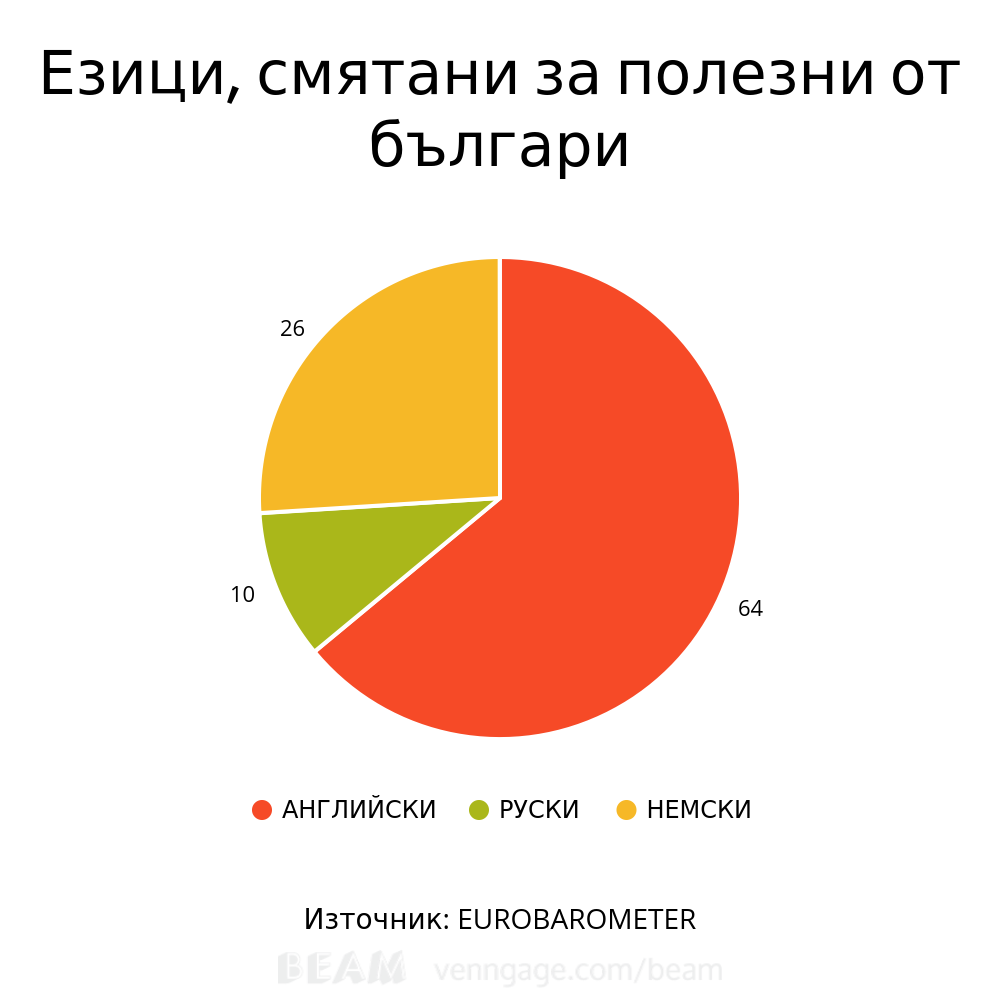 Езици, смятани за полезни от
българи
26
10
64
АНГЛИЙСКИ РУСКИ НЕМСКИ
Източник: EUROBAROMETER
BEAM venngage.com/beam